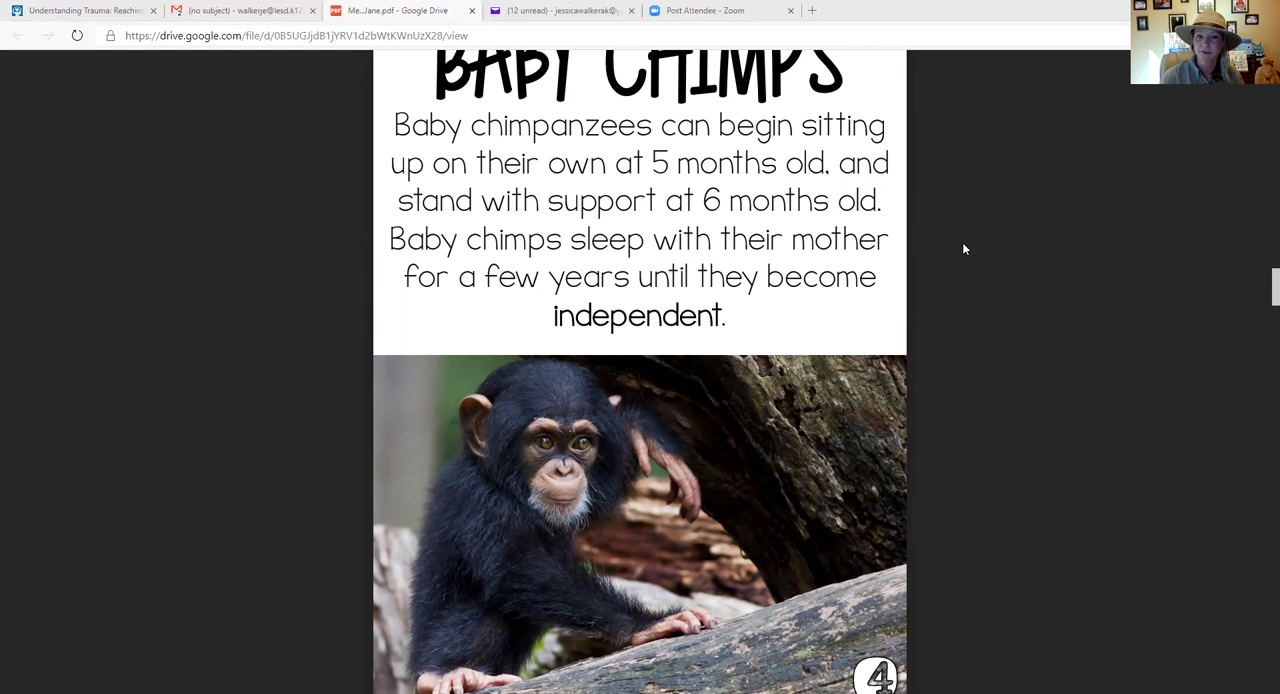 Understanding Trauma: Reachin
(no subject) - walkerje@lesd.k12
Me...Jane.pdf - Google Drive
(12 unread) - jessicawalkerak@y
Post Attendee - Zoom
https://drive.google.com/file/d/0B5UGJjdB1jYRV1d2bWtKWnUzX28/view
BABY CHIMPS
Baby chimpanzees can begin sitting
up on their own at 5 months old, and
stand with support at 6 months old.
Baby chimps sleep with their mother
for a few years until they become
independent.
4